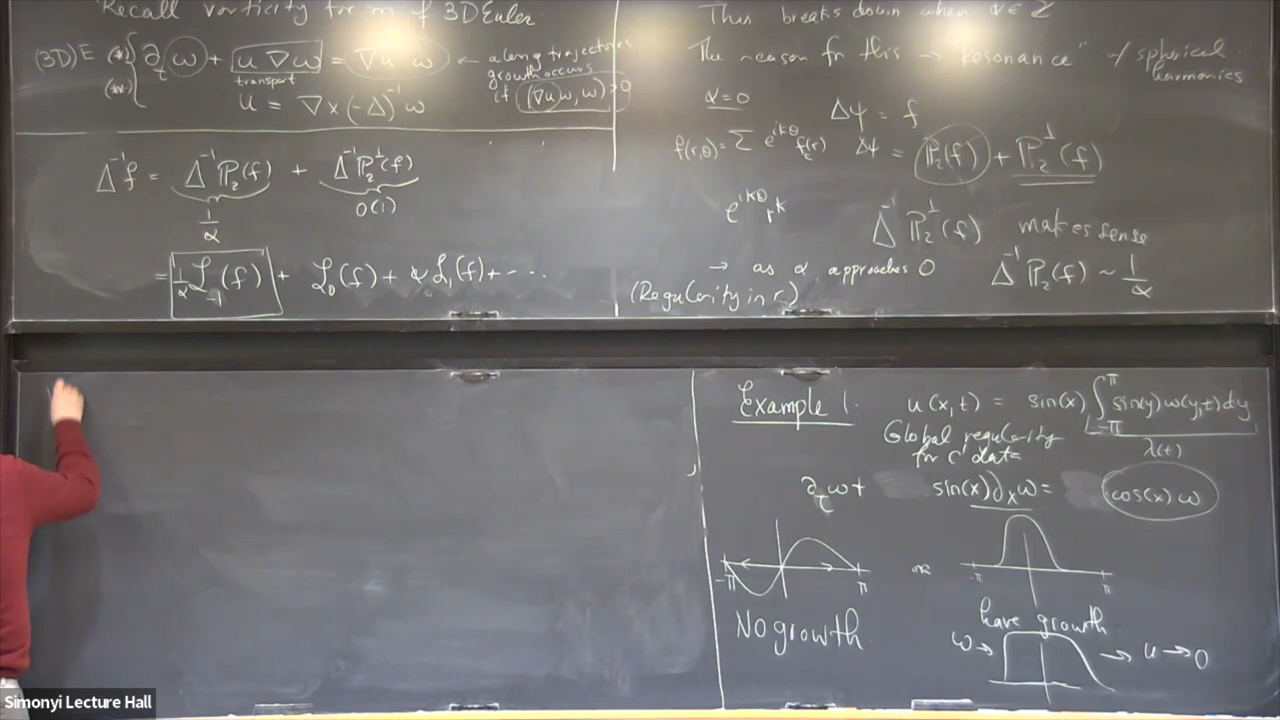 Recall vorticity form of 3D Euler
(3D)E (*) ∂_t ω + u·∇ω = ∇u ω ← along trajectories
transport growth occurs
(**) u = ∇×(-Δ)^{-1} ω if (∇u ω, ω) > 0
Δ^{-1} f = Δ^{-1} P_2(f) + Δ^{-1} P_2^⊥(f)
1/α O(1)
= 1/α L_{-1}(f) + L_0(f) + α L_1(f) + ...
Thus breaks down when α ∈ Z
The reason for this → "Resonance" w/ spherical
harmonics
α = 0 Δψ = f
f(r,θ) = Σ e^{ikθ} f_k(r) Δψ = P_2(f) + P_2^⊥(f)
e^{ikθ} r^k Δ^{-1} P_2^⊥(f) makes sense
→ as α approaches 0 Δ^{-1} P_2(f) ~ 1/α
(Regularity in r)
Example 1. u(x,t) = sin(x) ∫_{-π}^{π} sin(y) ω(y,t) dy
Global regularity λ(t)
for C^1 data
∂_t ω + sin(x) ∂_x ω = cos(x) ω
-π π or -π π
No growth have growth
ω → → u → 0
Simonyi Lecture Hall